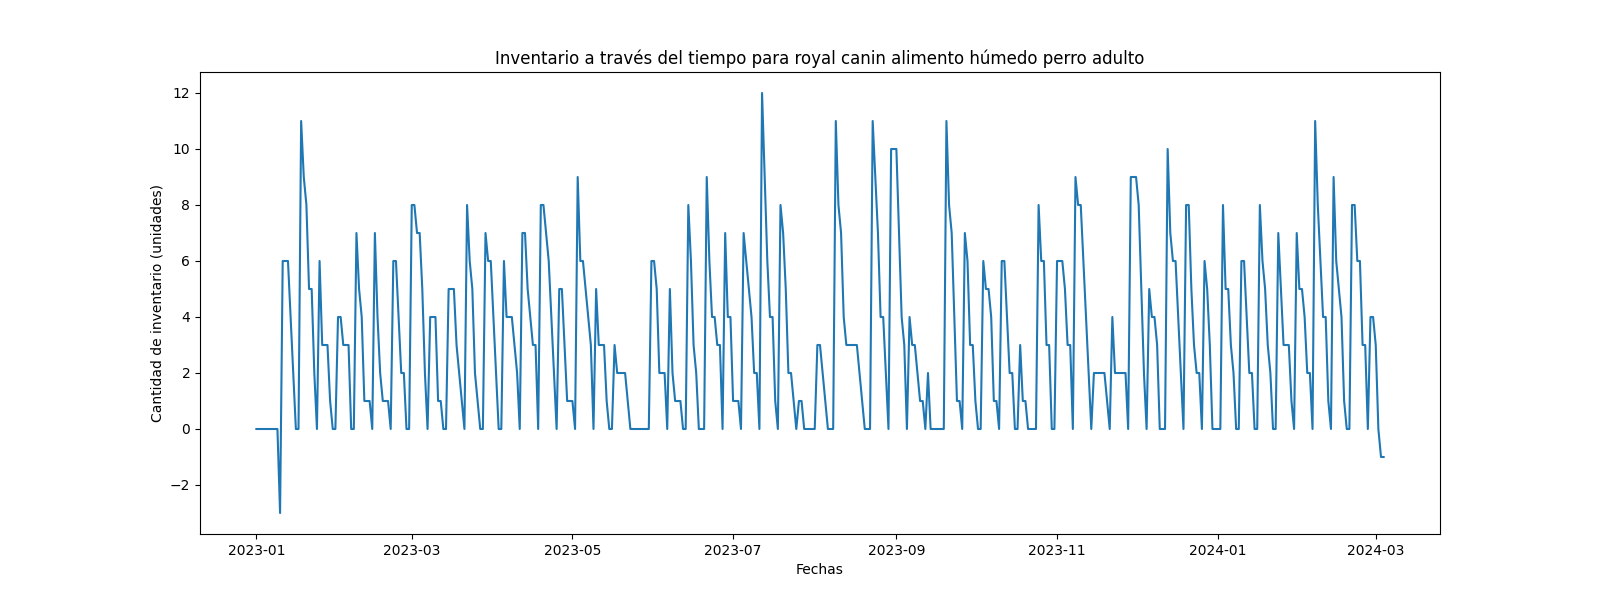 Inventario a través del tiempo para royal canin alimento húmedo perro adulto
Cantidad de inventario (unidades)
12
10
8
6
4
2
0
−2
2023-01 2023-03 2023-05 2023-07 2023-09 2023-11 2024-01 2024-03
Fechas